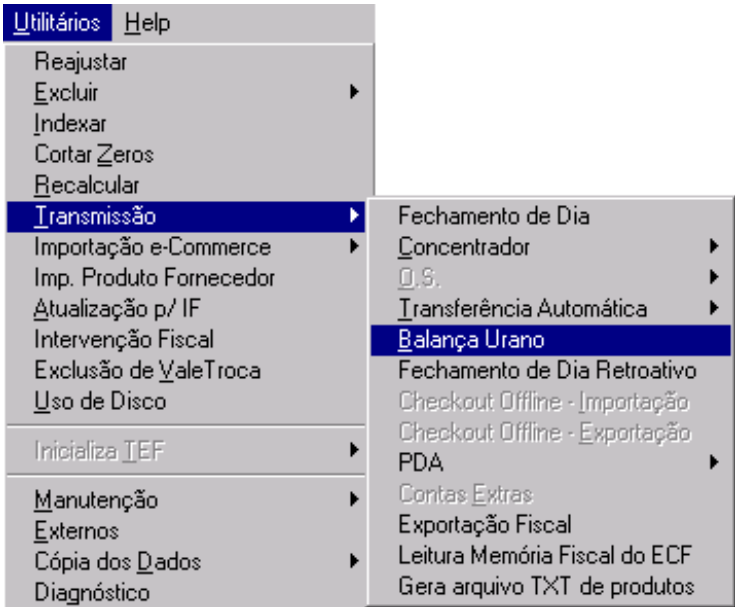 Utilitários Help
Reajustar
Excluir
Indexar
Cortar Zeros
Recalcular
Transmissão
Importação e-Commerce
Imp. Produto Fornecedor
Atualização p/ IF
Intervenção Fiscal
Exclusão de ValeTroca
Uso de Disco
Inicializa TEF
Manutenção
Externos
Cópia dos Dados
Diagnóstico
Fechamento de Dia
Concentrador
O.S.
Transferência Automática
Balança Urano
Fechamento de Dia Retroativo
Checkout Offline - Importação
Checkout Offline - Exportação
PDA
Contas Extras
Exportação Fiscal
Leitura Memória Fiscal do ECF
Gera arquivo TXT de produtos